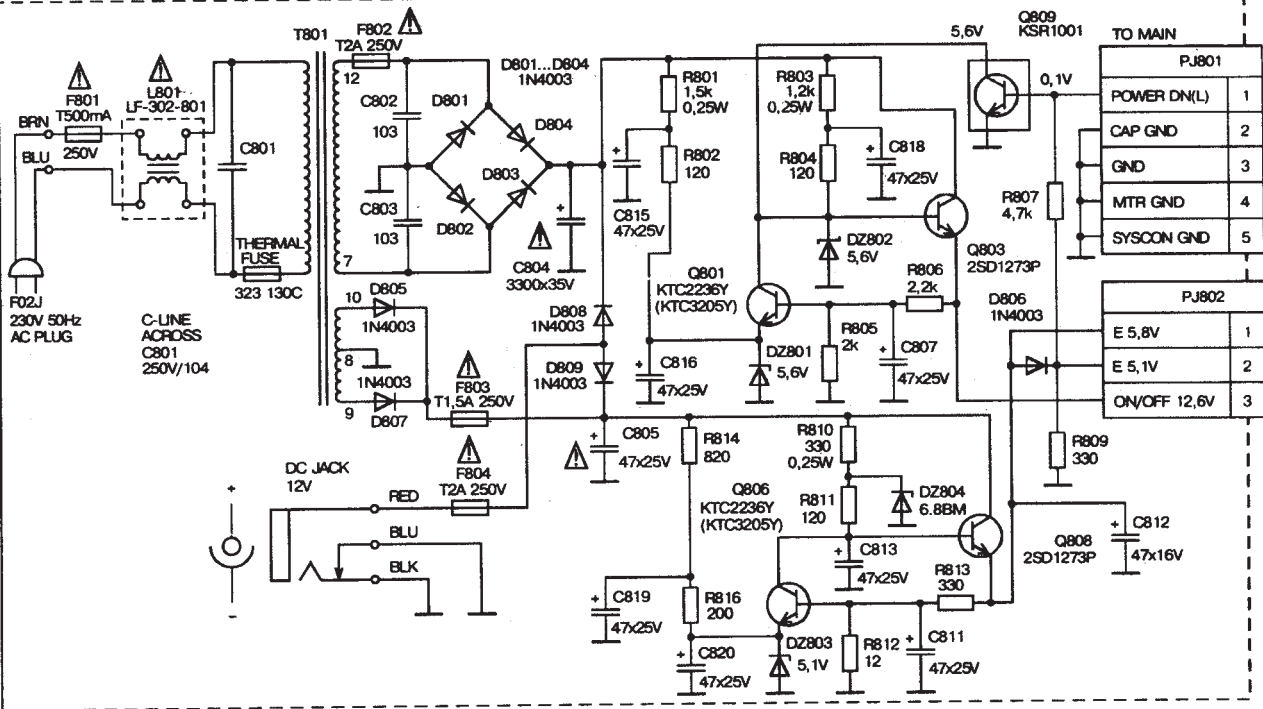 T801
F802
T2A 250V
12
D801...D804
1N4003
C802
103
D801
D804
D803
D802
C803
103
7
F801
T500mA
250V
BRN
BLU
L801
LF-302-801
C801
THERMAL
FUSE
323 130C
F02J
230V 50Hz
AC PLUG
C-LINE
ACROSS
C801
250V/104
10
D805
1N4003
8
1N4003
9
D807
F803
T1,5A 250V
F804
T2A 250V
DC JACK
12V
RED
BLU
BLK
+
-
+
C804
3300x35V
D808
1N4003
D809
1N4003
+
C815
47x25V
R801
1,5k
0,25W
R802
120
R803
1,2k
0,25W
R804
120
+
C818
47x25V
5,6V
Q809
KSR1001
0,1V
R807
4,7k
DZ802
5,6V
Q803
2SD1273P
Q801
KTC2236Y
(KTC3205Y)
R806
2,2k
D806
1N4003
+
C816
47x25V
DZ801
5,6V
R805
2k
+
C807
47x25V
+
C805
47x25V
R814
820
R810
330
0,25W
R811
120
DZ804
6.8BM
Q806
KTC2236Y
(KTC3205Y)
+
C813
47x25V
Q808
2SD1273P
R809
330
+
C812
47x16V
R813
330
+
C819
47x25V
R816
200
+
C820
47x25V
DZ803
5,1V
R812
12
+
C811
47x25V
TO MAIN
PJ801
POWER DN(L) 1
CAP GND 2
GND 3
MTR GND 4
SYSCON GND 5
PJ802
E 5,8V 1
E 5,1V 2
ON/OFF 12,6V 3